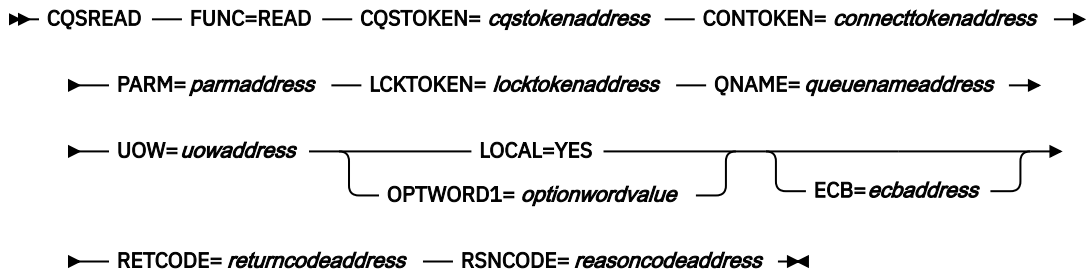 CQSREAD FUNC=READ CQSTOKEN= cqstokenaddress CONTOKEN= connecttokenaddress
PARM= parmaddress LCKTOKEN= locktokenaddress QNAME= queuenameaddress
UOW= uowaddress LOCAL=YES
OPTWORD1= optionwordvalue ECB= ecbaddress
RETCODE= returncodeaddress RSNCODE= reasoncodeaddress